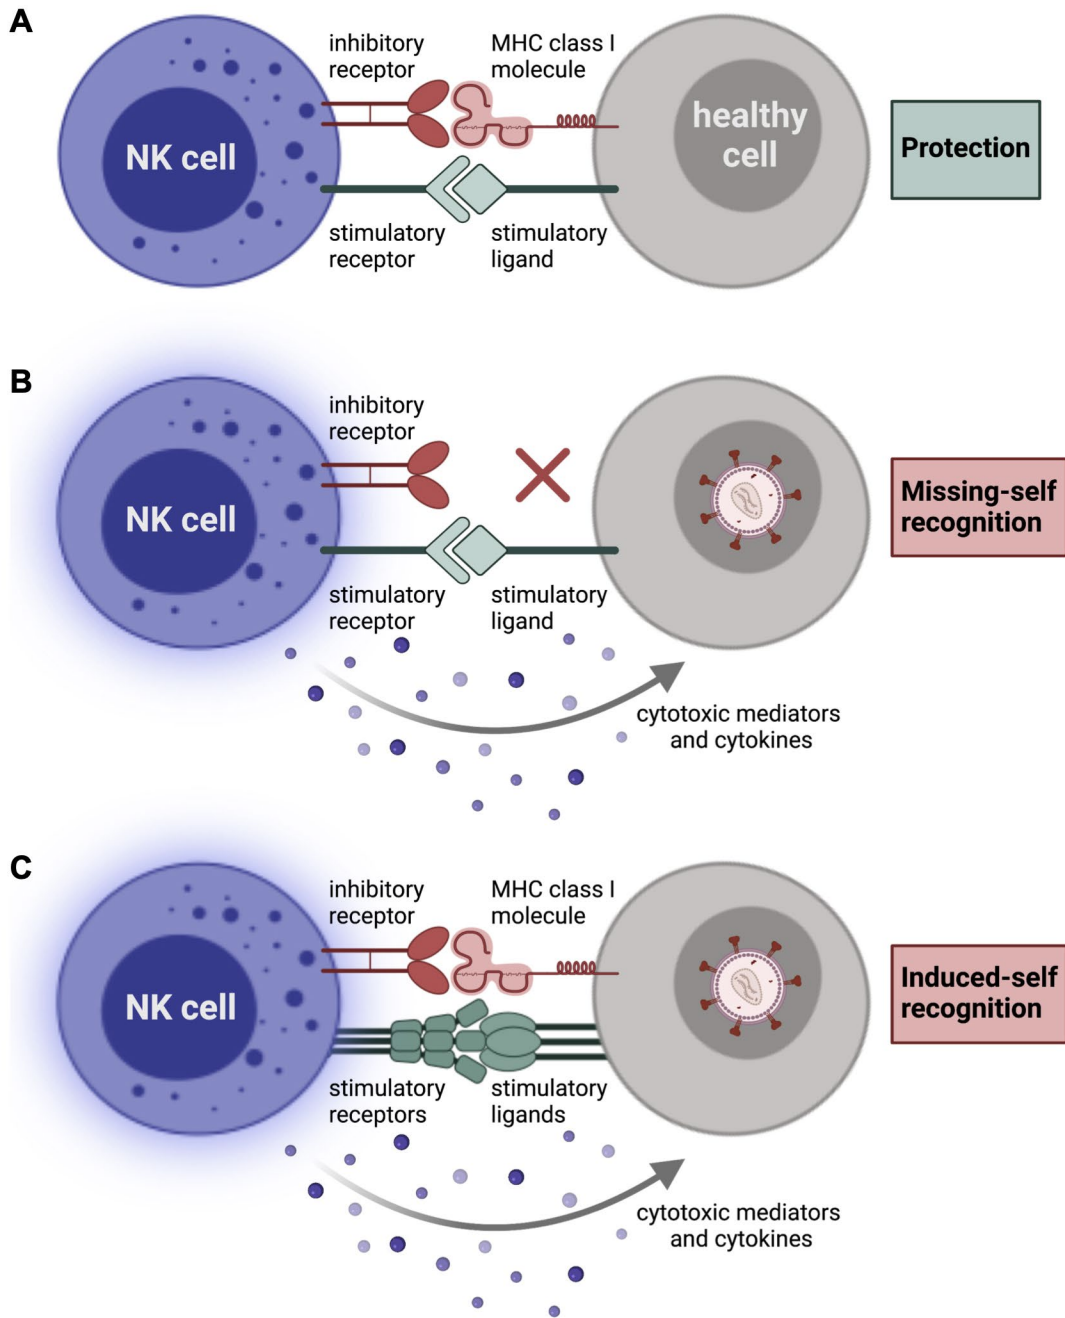 A
inhibitory
receptor
MHC class I
molecule
NK cell
healthy
cell
Protection
stimulatory
receptor
stimulatory
ligand
B
inhibitory
receptor
NK cell
Missing-self
recognition
stimulatory
receptor
stimulatory
ligand
cytotoxic mediators
and cytokines
C
inhibitory
receptor
MHC class I
molecule
NK cell
Induced-self
recognition
stimulatory
receptors
stimulatory
ligands
cytotoxic mediators
and cytokines